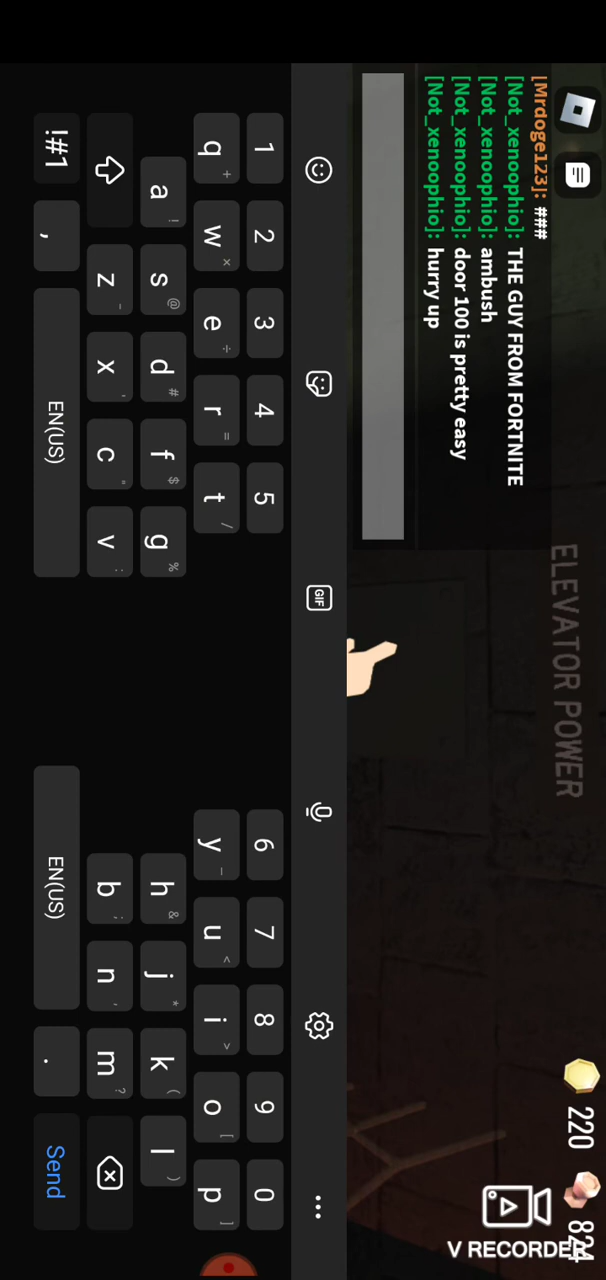 [Mrdoge123]: ###
[Not_xenoophio]: THE GUY FROM FORTNITE
[Not_xenoophio]: ambush
[Not_xenoophio]: door 100 is pretty easy
[Not_xenoophio]: hurry up
ELEVATOR POWER
220
824
V RECORDER
GIF
1 2 3 4 5 6 7 8 9 0
q + w × e ÷ r = t / y _ u < i > o [ p ]
a ! s @ d # f $ g % h & j * k ( l )
z - x ' c " v : b ; n , m ?
!#1 , EN(US) EN(US) . Send